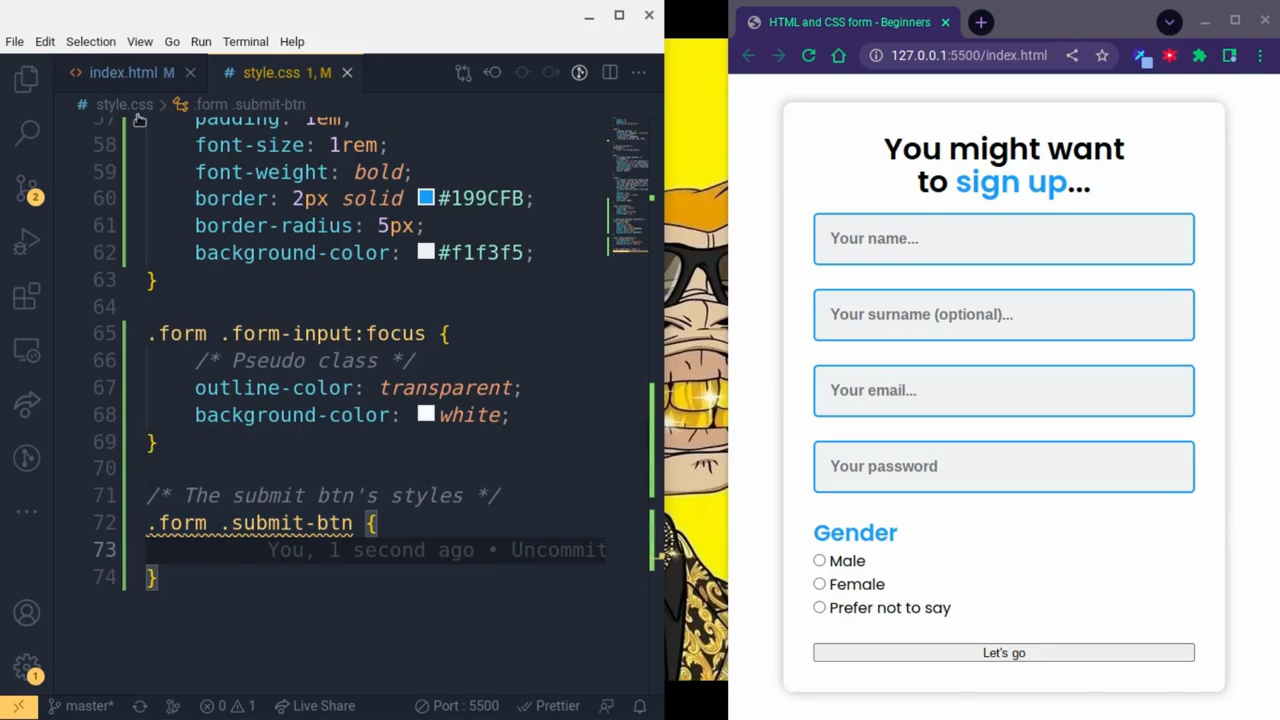 File Edit Selection View Go Run Terminal Help
index.html M
style.css 1, M
style.css > .form .submit-btn
57 padding: 1em;
58 font-size: 1rem;
59 font-weight: bold;
60 border: 2px solid #199CFB;
61 border-radius: 5px;
62 background-color: #f1f3f5;
63 }
64
65 .form .form-input:focus {
66 /* Pseudo class */
67 outline-color: transparent;
68 background-color: white;
69 }
70
71 /* The submit btn's styles */
72 .form .submit-btn {
73 You, 1 second ago • Uncommit
74 }
2
1
master* 0 1 Live Share Port : 5500 Prettier
HTML and CSS form - Beginners
127.0.0.1:5500/index.html
You might want
to sign up...
Your name...
Your surname (optional)...
Your email...
Your password
Gender
Male
Female
Prefer not to say
Let's go